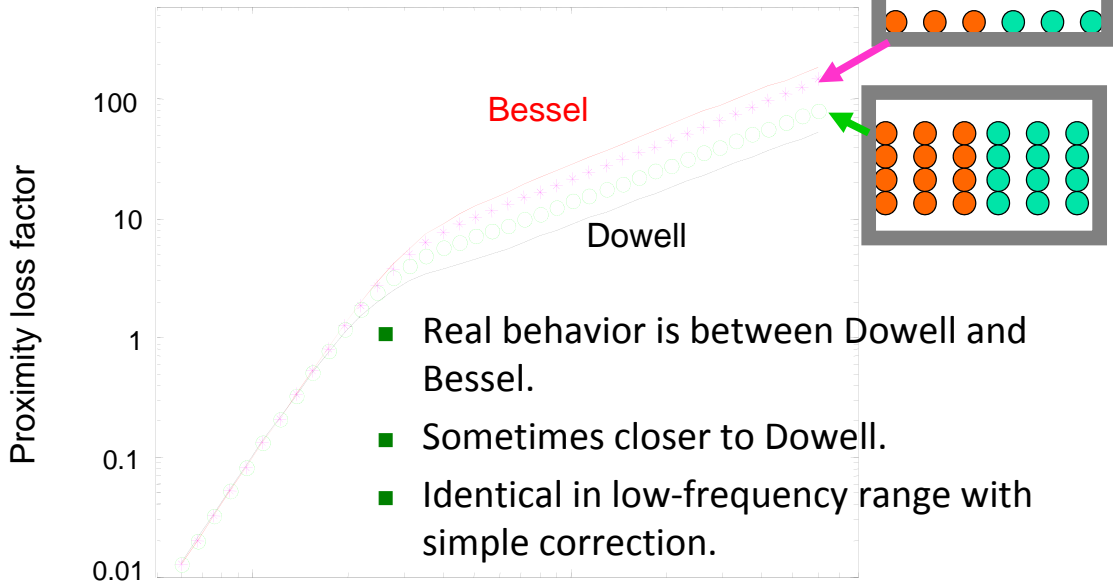 Proximity loss factor
100
10
1
0.1
0.01
Bessel
Dowell
■ Real behavior is between Dowell and
Bessel.
■ Sometimes closer to Dowell.
■ Identical in low-frequency range with
simple correction.